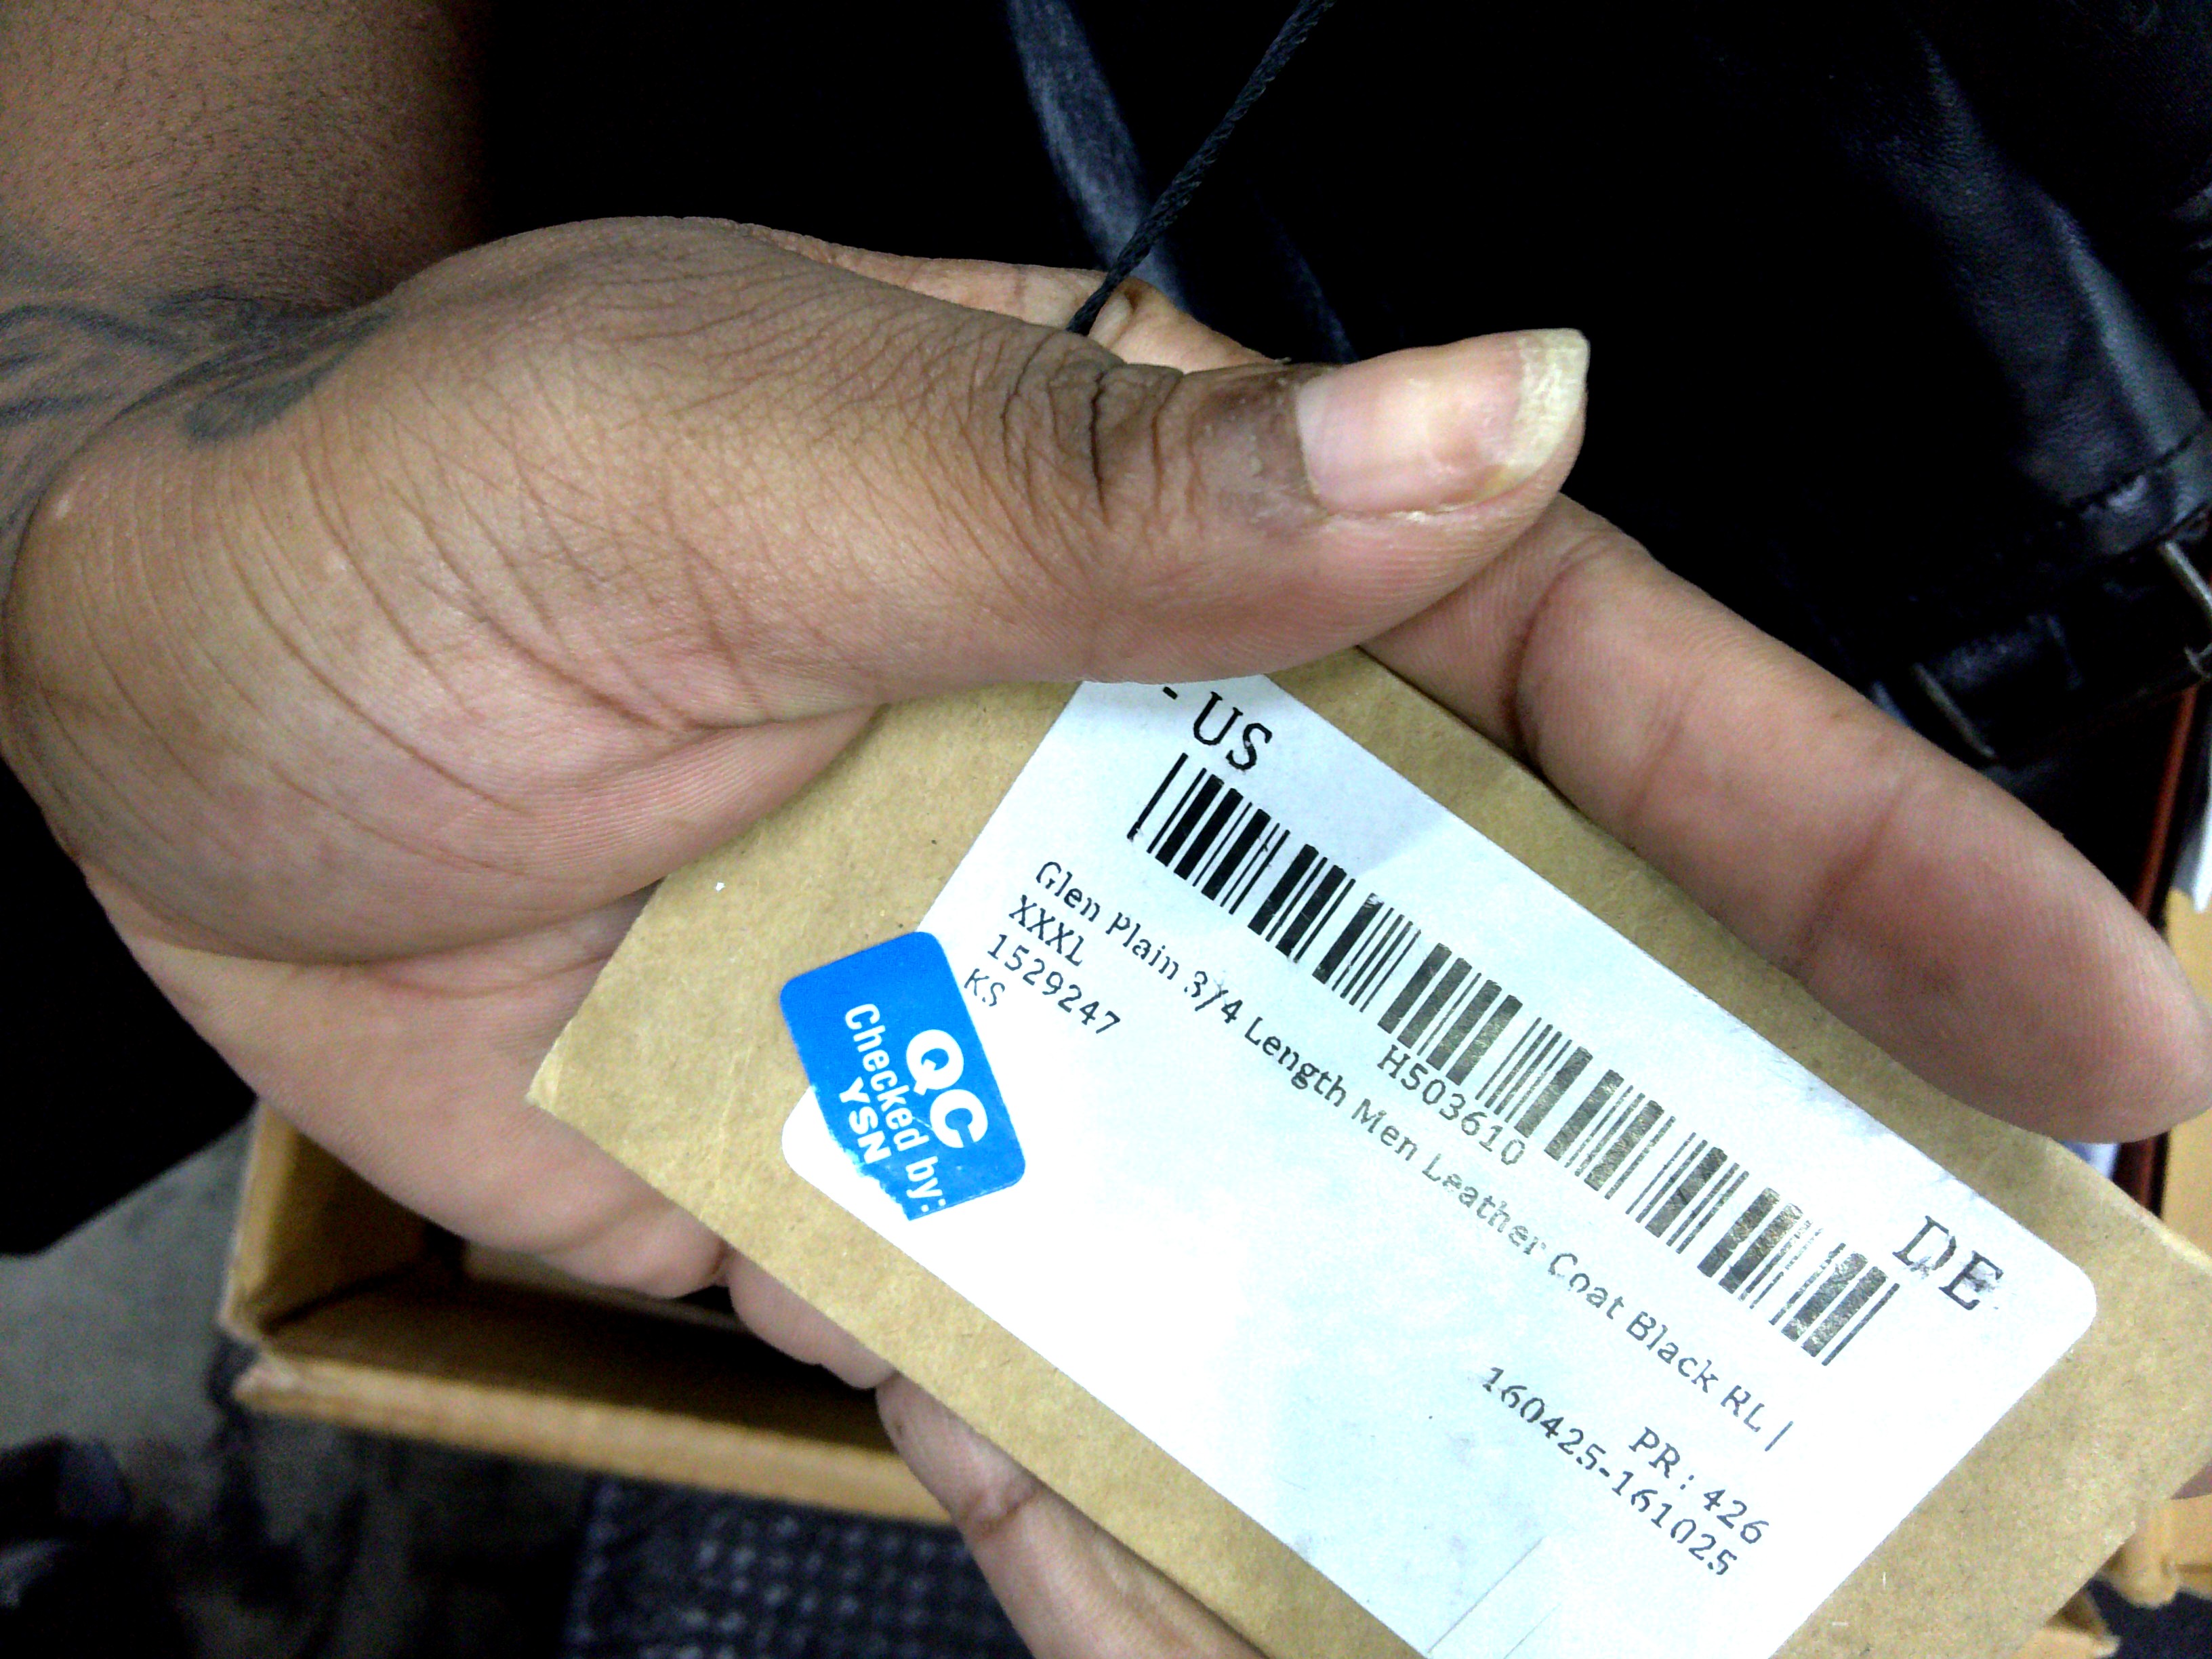 - US
DE
H503610
Glen Plain 3/4 Length Men Leather Coat Black RL |
XXXL
1529247
PR: 426
KS
160425-161025
QC
Checked by:
YSN